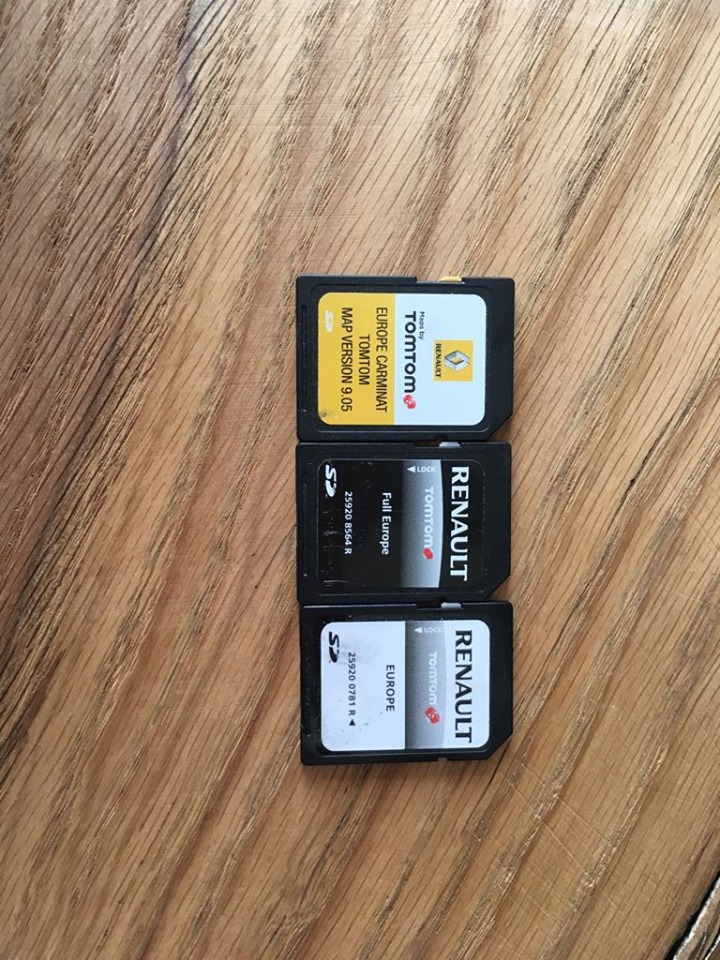 RENAULT
Maps by
TOMTOM
EUROPE CARMINAT
TOMTOM
MAP VERSION 9.05
SD
RENAULT
LOCK
TOMTOM
Full Europe
25920 8564 R
SD
RENAULT
LOCK
TOMTOM
EUROPE
25920 0781 R
SD